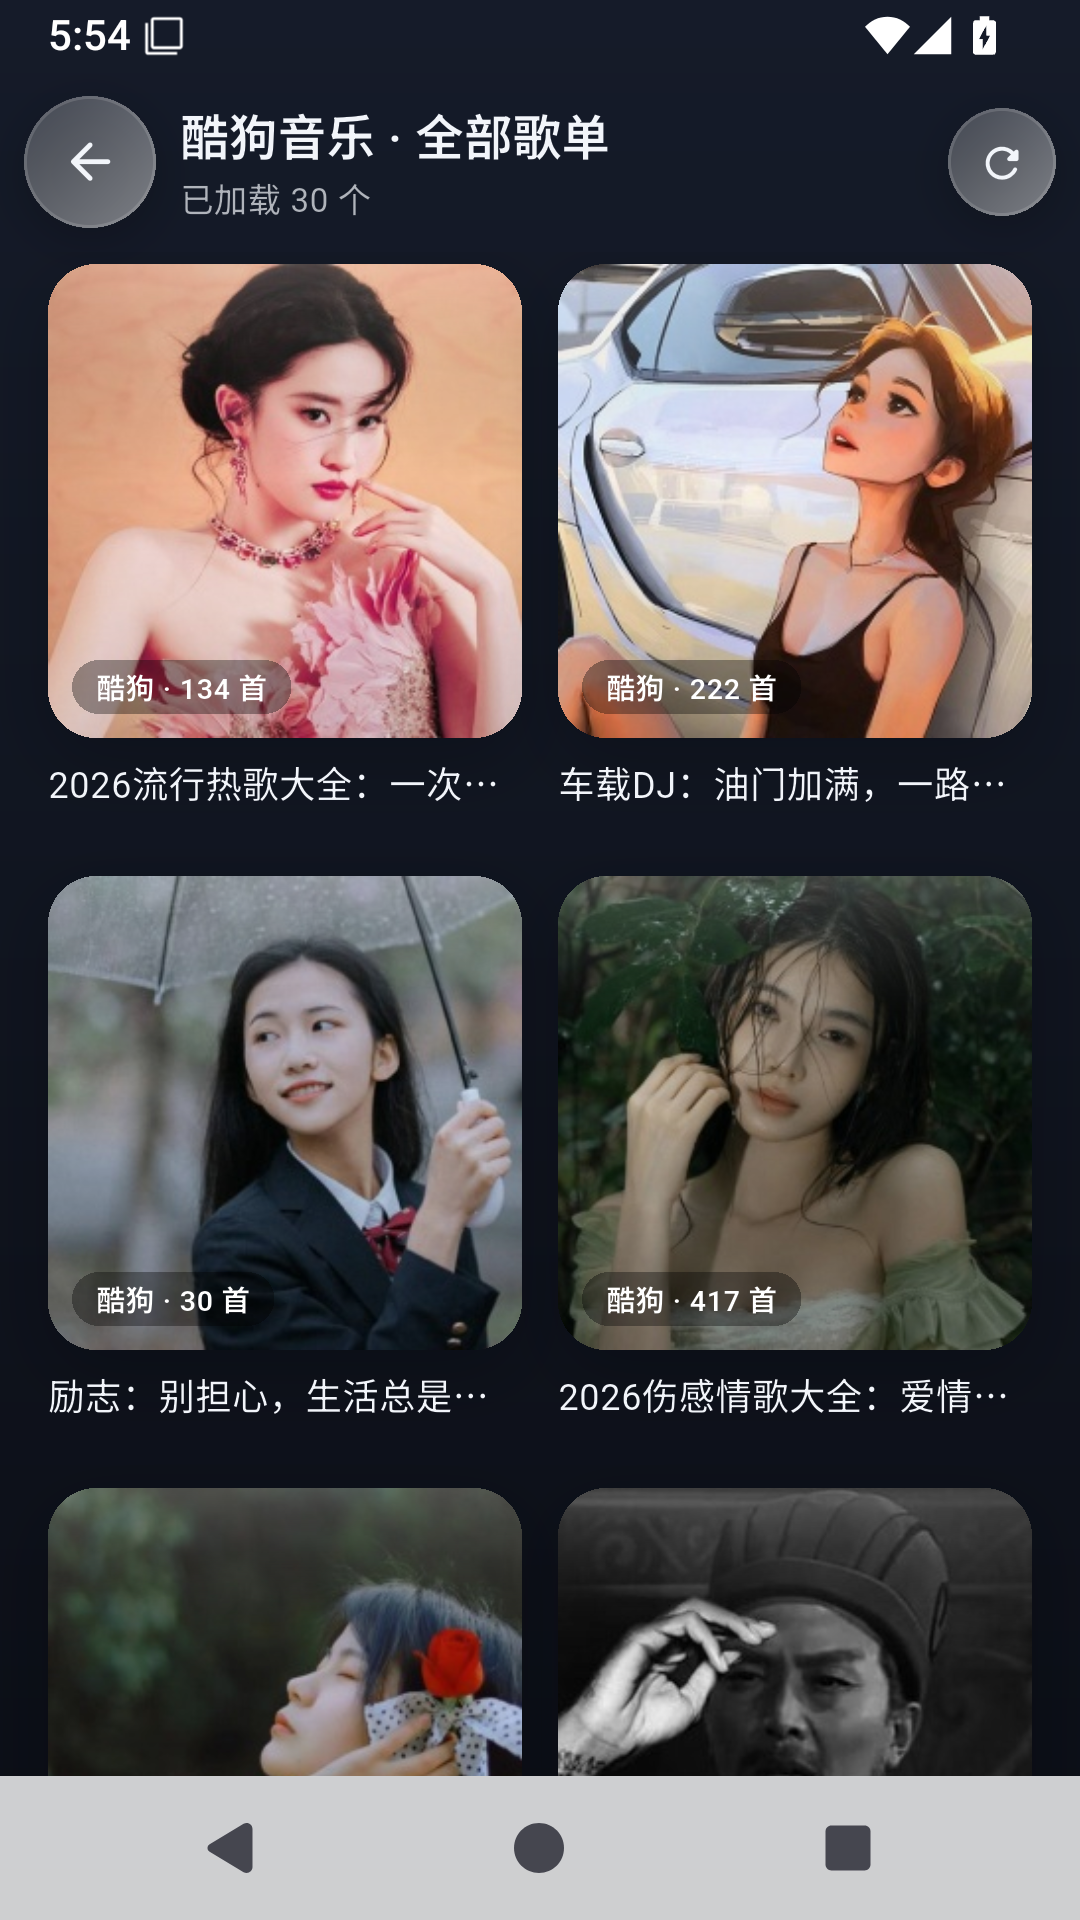 5:54
酷狗音乐 · 全部歌单
已加载 30 个
酷狗 · 134 首
酷狗 · 222 首
2026流行热歌大全：一次…
车载DJ：油门加满，一路…
酷狗 · 30 首
酷狗 · 417 首
励志：别担心，生活总是…
2026伤感情歌大全：爱情…